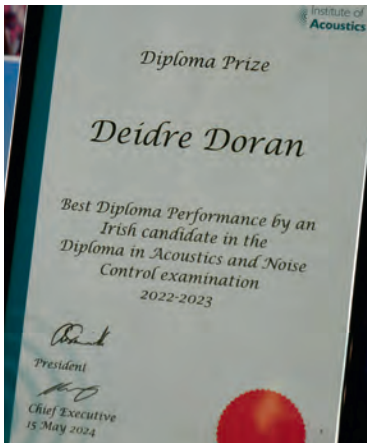 Institute of
Acoustics
Diploma Prize
Deidre Doran
Best Diploma Performance by an
Irish candidate in the
Diploma in Acoustics and Noise
Control examination
2022-2023
President
Chief Executive
15 May 2024